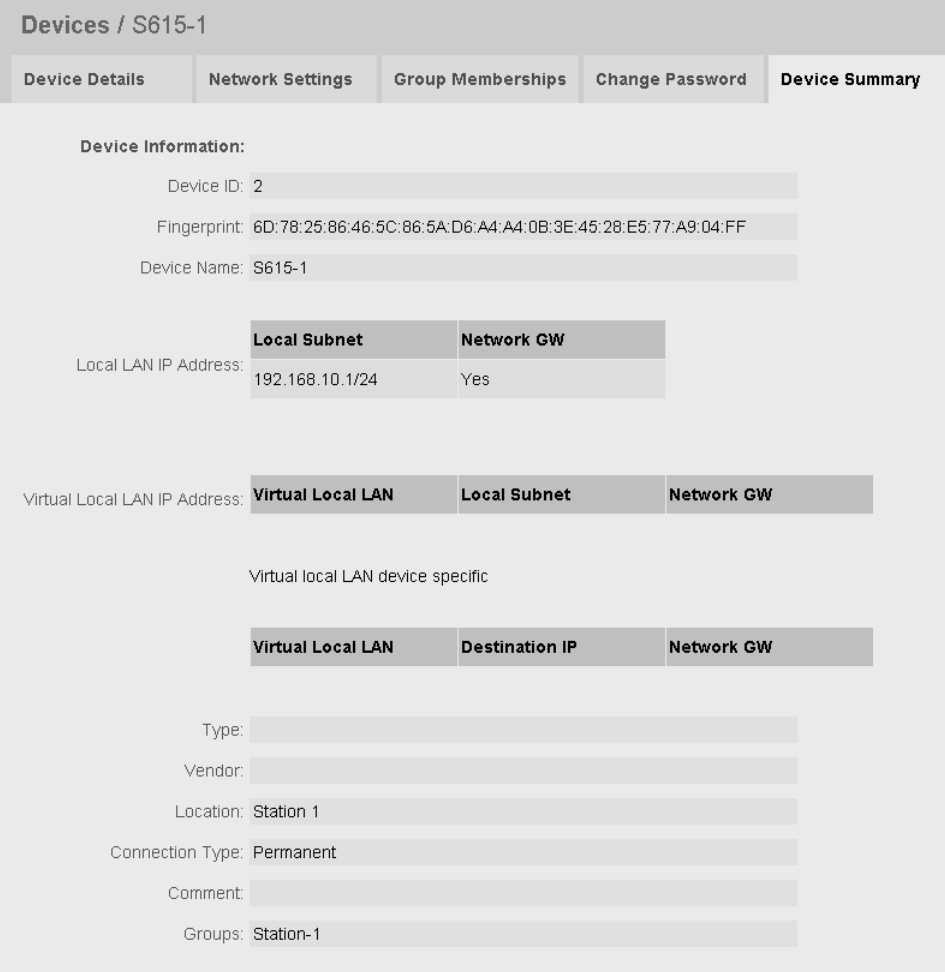 Devices / S615-1
Device Details Network Settings Group Memberships Change Password Device Summary
Device Information:
Device ID: 2
Fingerprint: 6D:78:25:86:46:5C:86:5A:D6:A4:A4:0B:3E:45:28:E5:77:A9:04:FF
Device Name: S615-1
Local Subnet Network GW
Local LAN IP Address:
192.168.10.1/24 Yes
Virtual Local LAN IP Address: Virtual Local LAN Local Subnet Network GW
Virtual local LAN device specific
Virtual Local LAN Destination IP Network GW
Type:
Vendor:
Location: Station 1
Connection Type: Permanent
Comment:
Groups: Station-1